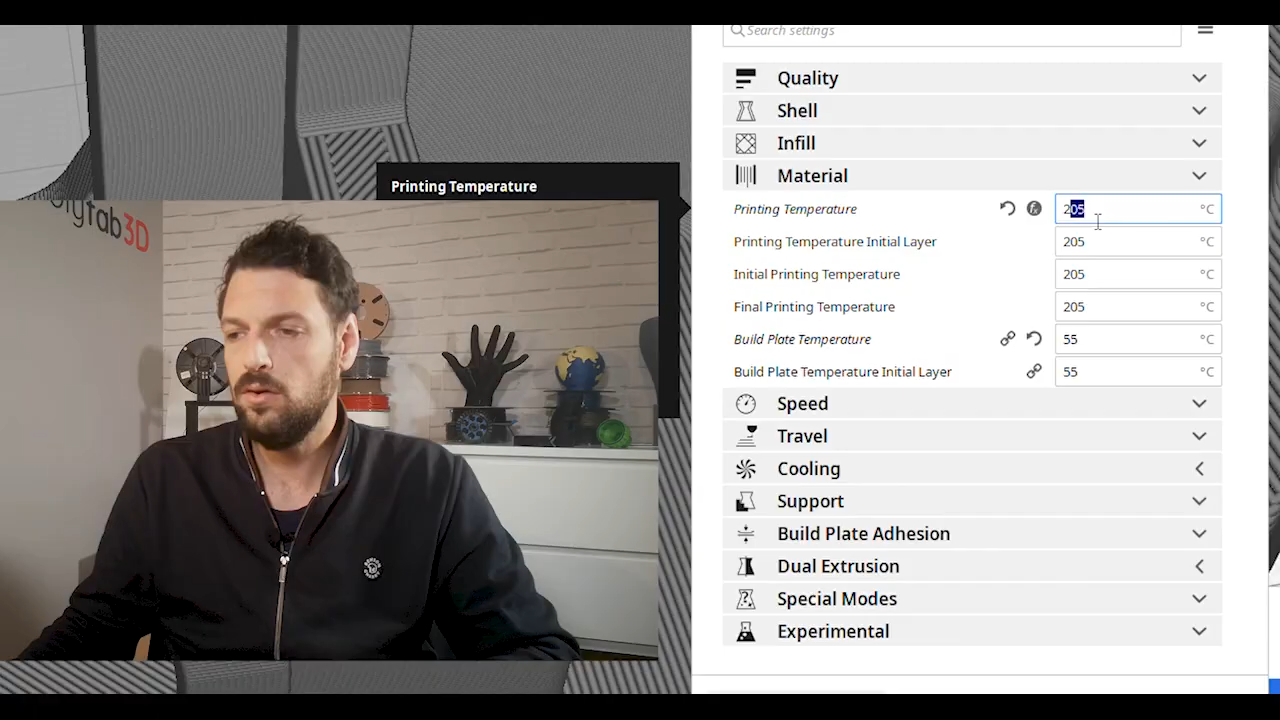 Search settings
Quality
Shell
Infill
Material
Printing Temperature
205 °C
Printing Temperature Initial Layer
205 °C
Initial Printing Temperature
205 °C
Final Printing Temperature
205 °C
Build Plate Temperature
55 °C
Build Plate Temperature Initial Layer
55 °C
Speed
Travel
Cooling
Support
Build Plate Adhesion
Dual Extrusion
Special Modes
Experimental
Printing Temperature
3D